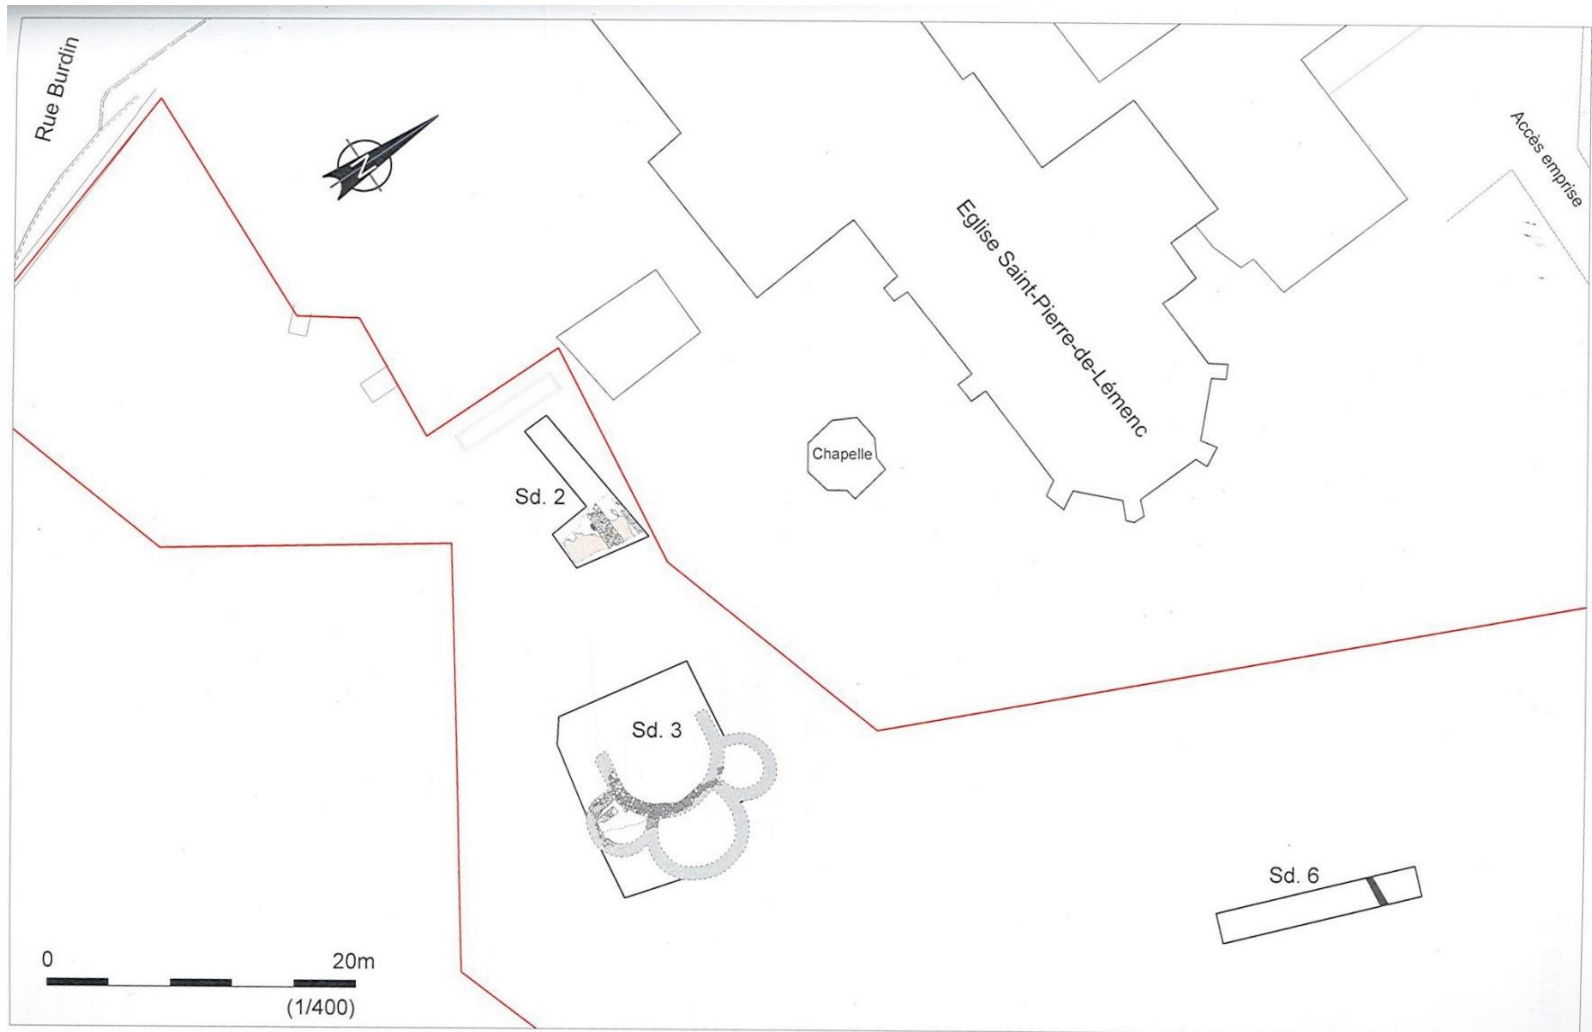 Rue Burdin
Accès emprise
N
Eglise Saint-Pierre-de-Lémenc
Chapelle
Sd. 2
Sd. 3
Sd. 6
0 20m
(1/400)